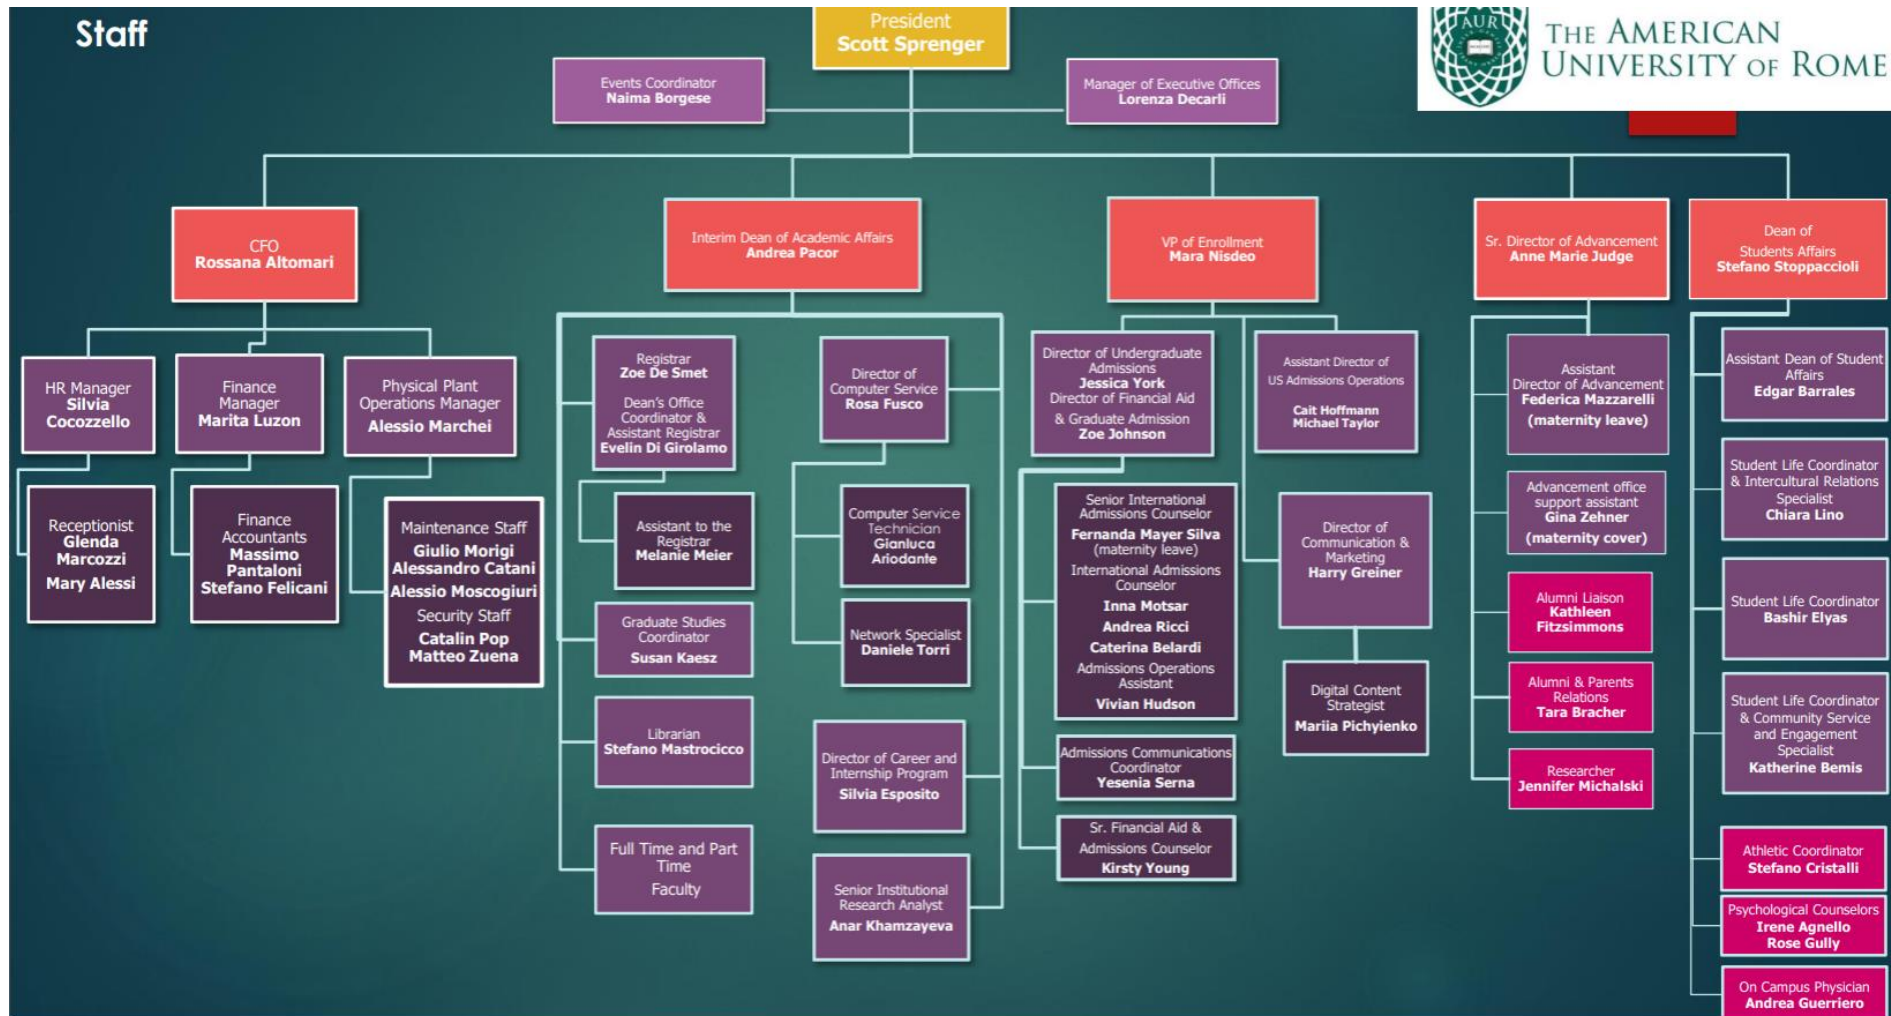 Staff
President
Scott Sprenger
AUR
THE AMERICAN
UNIVERSITY OF ROME
Events Coordinator
Naima Borgese
Manager of Executive Offices
Lorenza Decarli
CFO
Rossana Altomari
Interim Dean of Academic Affairs
Andrea Pacor
VP of Enrollment
Mara Nisdeo
Sr. Director of Advancement
Anne Marie Judge
Dean of
Students Affairs
Stefano Stoppaccioli
HR Manager
Silvia
Cocozzello
Finance
Manager
Marita Luzon
Physical Plant
Operations Manager
Alessio Marchei
Receptionist
Glenda
Marcozzi
Mary Alessi
Finance
Accountants
Massimo
Pantaloni
Stefano Felicani
Maintenance Staff
Giulio Morigi
Alessandro Catani
Alessio Moscogiuri
Security Staff
Catalin Pop
Matteo Zuena
Registrar
Zoe De Smet
Dean's Office
Coordinator &
Assistant Registrar
Evelin Di Girolamo
Assistant to the
Registrar
Melanie Meier
Graduate Studies
Coordinator
Susan Kaesz
Librarian
Stefano Mastrocicco
Full Time and Part
Time
Faculty
Director of
Computer Service
Rosa Fusco
Computer Service
Technician
Gianluca
Ariodante
Network Specialist
Daniele Torri
Director of Career and
Internship Program
Silvia Esposito
Senior Institutional
Research Analyst
Anar Khamzayeva
Director of Undergraduate
Admissions
Jessica York
Director of Financial Aid
& Graduate Admission
Zoe Johnson
Assistant Director of
US Admissions Operations
Cait Hoffmann
Michael Taylor
Senior International
Admissions Counselor
Fernanda Mayer Silva
(maternity leave)
International Admissions
Counselor
Inna Motsar
Andrea Ricci
Caterina Belardi
Admissions Operations
Assistant
Vivian Hudson
Admissions Communications
Coordinator
Yesenia Serna
Sr. Financial Aid &
Admissions Counselor
Kirsty Young
Director of
Communication &
Marketing
Harry Greiner
Digital Content
Strategist
Mariia Pichyienko
Assistant
Director of Advancement
Federica Mazzarelli
(maternity leave)
Advancement office
support assistant
Gina Zehner
(maternity cover)
Alumni Liaison
Kathleen
Fitzsimmons
Alumni & Parents
Relations
Tara Bracher
Researcher
Jennifer Michalski
Assistant Dean of Student
Affairs
Edgar Barrales
Student Life Coordinator
& Intercultural Relations
Specialist
Chiara Lino
Student Life Coordinator
Bashir Elyas
Student Life Coordinator
& Community Service
and Engagement
Specialist
Katherine Bemis
Athletic Coordinator
Stefano Cristalli
Psychological Counselors
Irene Agnello
Rose Gully
On Campus Physician
Andrea Guerriero